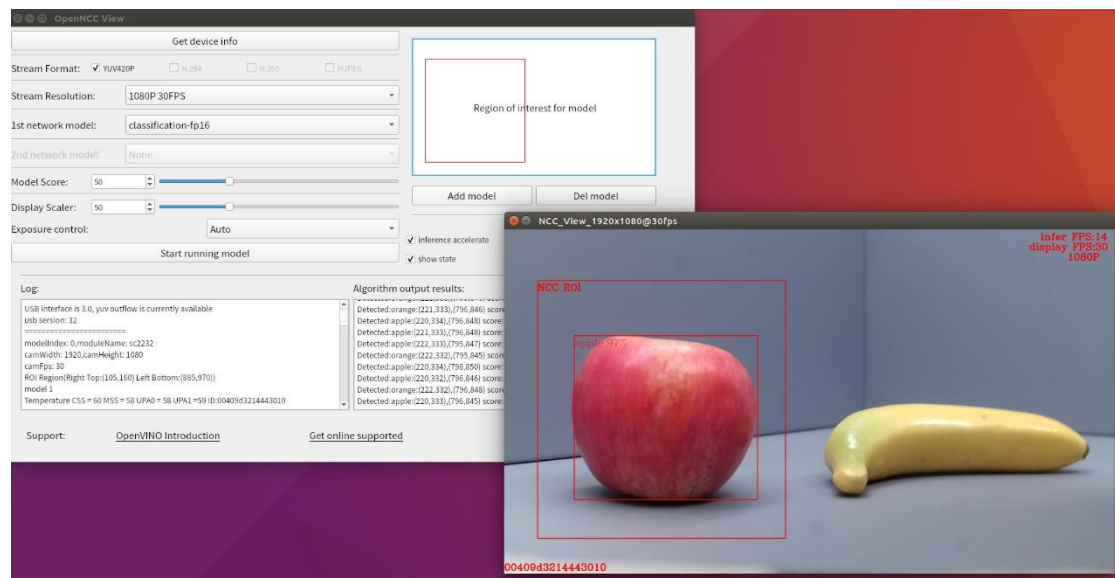 OpenNCC View
Get device info
Stream Format: YUV420P H.264 H.265 MJPEG
Stream Resolution: 1080P 30FPS
1st network model: classification-fp16
2nd network model: None
Model Score: 50
Display Scaler: 50
Exposure control: Auto
Start running model
Region of interest for model
Add model Del model
inference accelerate
show state
Log:
USB interface is 3.0, yuv outflow is currently available
usb sersion: 32
=========================
modelIndex: 0,moduleName: sc2232
camWidth: 1920,camHeight: 1080
camFps: 30
ROI Region(Right Top:(105,160) Left Bottom:(885,970))
model 1
Temperature CSS = 60 MSS = 58 UPA0 = 58 UPA1 =59 ID:00409d3214443010
Algorithm output results:
Detected:orange:(221,333),(796,846) score:
Detected:apple:(220,334),(796,848) score:
Detected:apple:(221,333),(796,848) score:
Detected:apple:(222,333),(795,847) score:
Detected:orange:(222,332),(795,845) score:
Detected:apple:(220,334),(798,850) score:
Detected:apple:(220,332),(796,846) score:
Detected:orange:(222,332),(796,848) score:
Detected:apple:(220,333),(796,845) score:
Support: OpenVINO Introduction Get online supported
NCC_View_1920x1080@30fps
infer FPS:14
display FPS:30
1080P
NCC ROI
apple 97%
00409d3214443010